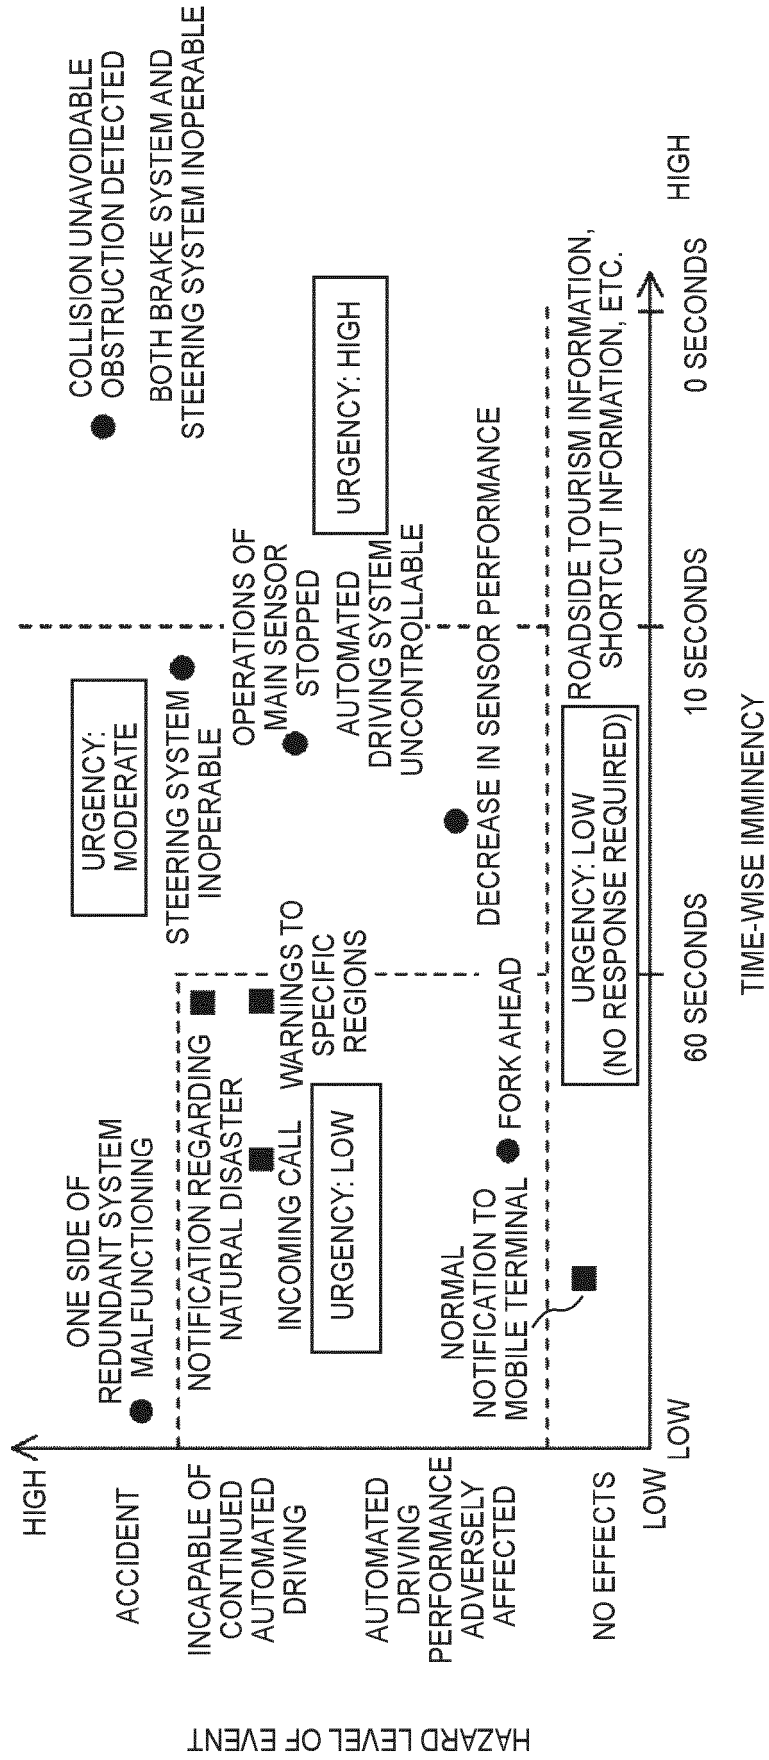 HAZARD LEVEL OF EVENT
HIGH
ACCIDENT
INCAPABLE OF
CONTINUED
AUTOMATED
DRIVING
AUTOMATED
DRIVING
PERFORMANCE
ADVERSELY
AFFECTED
NO EFFECTS
LOW
ONE SIDE OF
REDUNDANT SYSTEM
MALFUNCTIONING
NOTIFICATION REGARDING
NATURAL DISASTER
INCOMING CALL
WARNINGS TO
SPECIFIC
REGIONS
URGENCY: LOW
NORMAL
NOTIFICATION TO
MOBILE TERMINAL
FORK AHEAD
URGENCY:
MODERATE
STEERING SYSTEM
INOPERABLE
OPERATIONS OF
MAIN SENSOR
STOPPED
AUTOMATED
DRIVING SYSTEM
UNCONTROLLABLE
DECREASE IN SENSOR PERFORMANCE
COLLISION UNAVOIDABLE
OBSTRUCTION DETECTED
BOTH BRAKE SYSTEM AND
STEERING SYSTEM INOPERABLE
URGENCY: HIGH
URGENCY: LOW
(NO RESPONSE REQUIRED)
ROADSIDE TOURISM INFORMATION,
SHORTCUT INFORMATION, ETC.
LOW
60 SECONDS
10 SECONDS
0 SECONDS
HIGH
TIME-WISE IMMINENCY